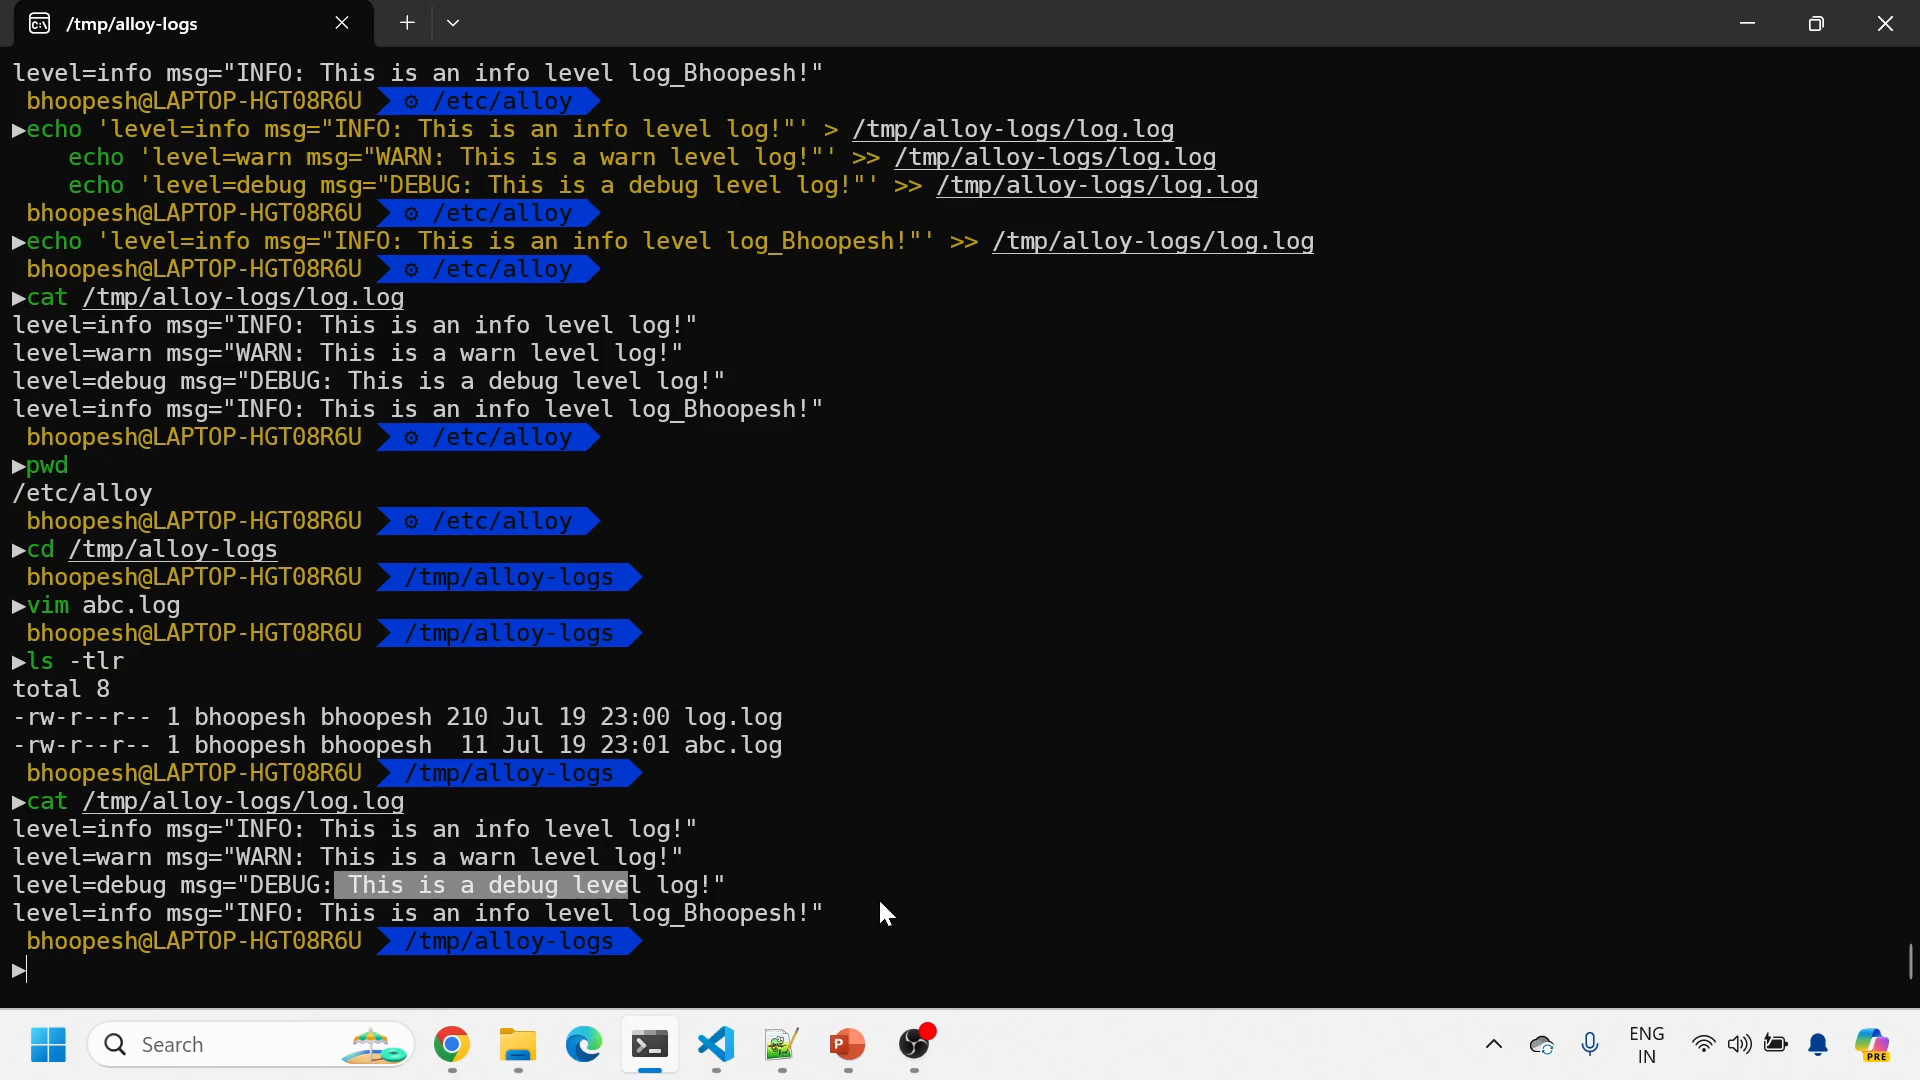 /tmp/alloy-logs
level=info msg="INFO: This is an info level log_Bhoopesh!"
bhoopesh@LAPTOP-HGT08R6U ⚙ /etc/alloy
▶echo 'level=info msg="INFO: This is an info level log!"' > /tmp/alloy-logs/log.log
echo 'level=warn msg="WARN: This is a warn level log!"' >> /tmp/alloy-logs/log.log
echo 'level=debug msg="DEBUG: This is a debug level log!"' >> /tmp/alloy-logs/log.log
bhoopesh@LAPTOP-HGT08R6U ⚙ /etc/alloy
▶echo 'level=info msg="INFO: This is an info level log_Bhoopesh!"' >> /tmp/alloy-logs/log.log
bhoopesh@LAPTOP-HGT08R6U ⚙ /etc/alloy
▶cat /tmp/alloy-logs/log.log
level=info msg="INFO: This is an info level log!"
level=warn msg="WARN: This is a warn level log!"
level=debug msg="DEBUG: This is a debug level log!"
level=info msg="INFO: This is an info level log_Bhoopesh!"
bhoopesh@LAPTOP-HGT08R6U ⚙ /etc/alloy
▶pwd
/etc/alloy
bhoopesh@LAPTOP-HGT08R6U ⚙ /etc/alloy
▶cd /tmp/alloy-logs
bhoopesh@LAPTOP-HGT08R6U /tmp/alloy-logs
▶vim abc.log
bhoopesh@LAPTOP-HGT08R6U /tmp/alloy-logs
▶ls -tlr
total 8
-rw-r--r-- 1 bhoopesh bhoopesh 210 Jul 19 23:00 log.log
-rw-r--r-- 1 bhoopesh bhoopesh  11 Jul 19 23:01 abc.log
bhoopesh@LAPTOP-HGT08R6U /tmp/alloy-logs
▶cat /tmp/alloy-logs/log.log
level=info msg="INFO: This is an info level log!"
level=warn msg="WARN: This is a warn level log!"
level=debug msg="DEBUG: This is a debug level log!"
level=info msg="INFO: This is an info level log_Bhoopesh!"
bhoopesh@LAPTOP-HGT08R6U /tmp/alloy-logs
▶
Search
ENG
IN
PRE